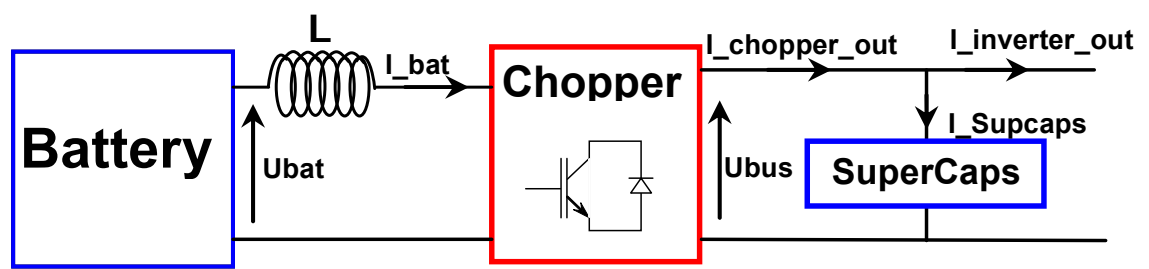 L
I_chopper_out
I_inverter_out
I_bat
Chopper
Battery
Ubat
Ubus
I_Supcaps
SuperCaps